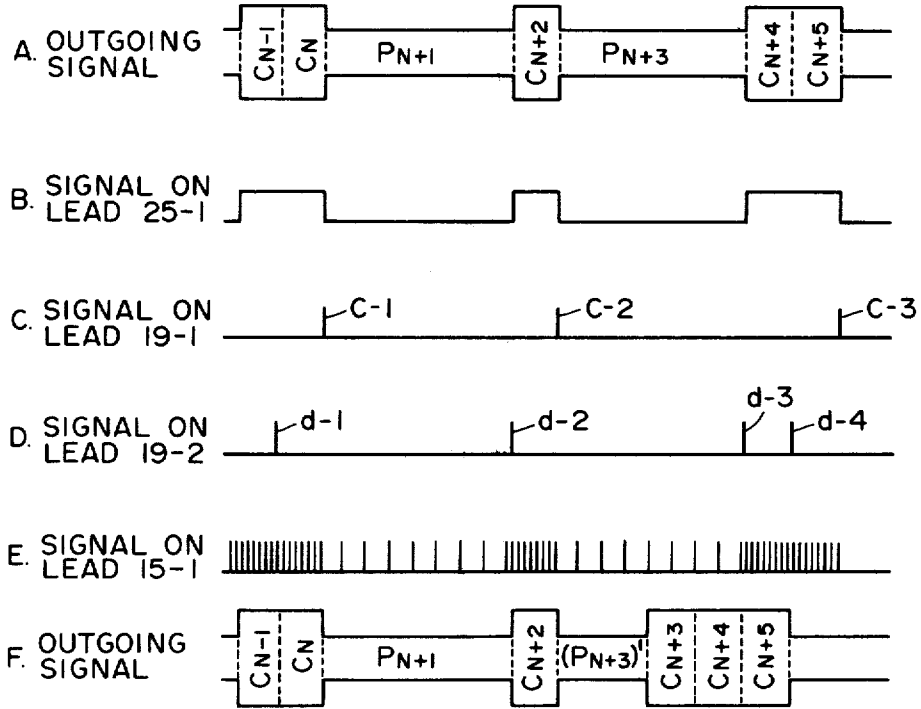 A. OUTGOING SIGNAL
CN-1 CN PN+1 CN+2 PN+3 CN+4 CN+5
B. SIGNAL ON LEAD 25-1
C. SIGNAL ON LEAD 19-1
C-1 C-2 C-3
D. SIGNAL ON LEAD 19-2
d-1 d-2 d-3 d-4
E. SIGNAL ON LEAD 15-1
F. OUTGOING SIGNAL
CN-1 CN PN+1 CN+2 (PN+3)' CN+3 CN+4 CN+5